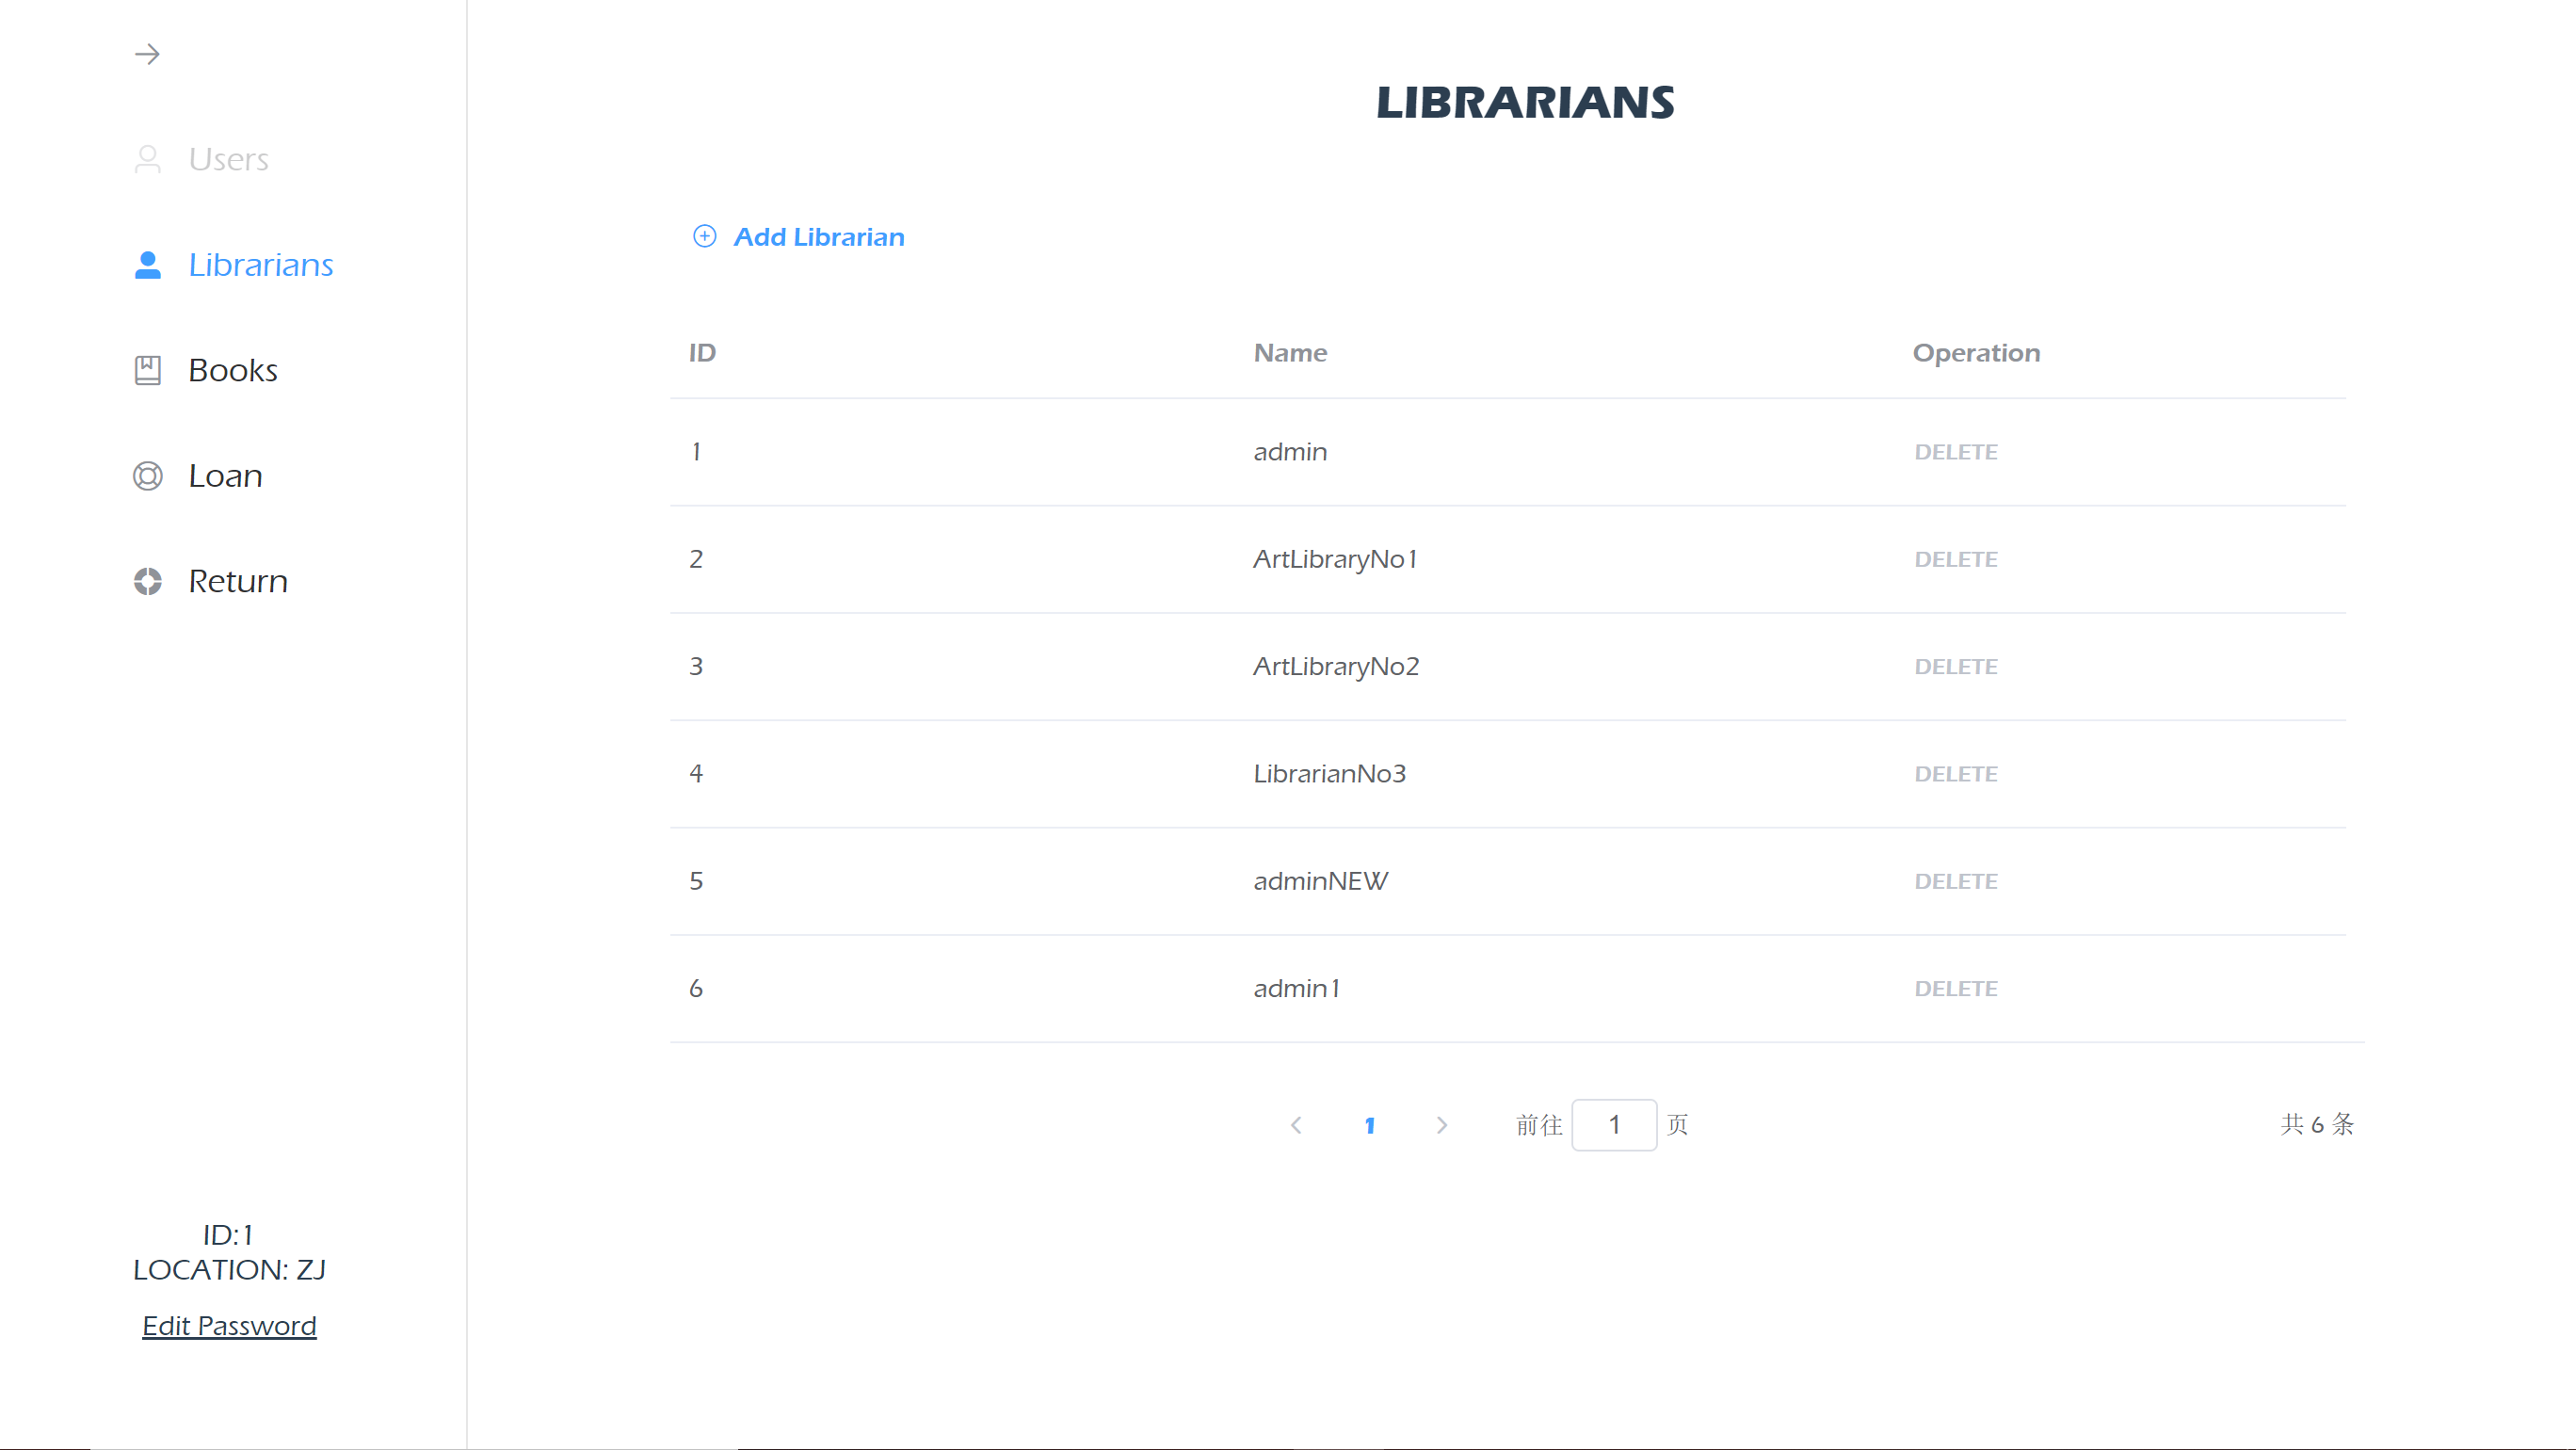 Users
Librarians
Books
Loan
Return
ID:1
LOCATION: ZJ
Edit Password
LIBRARIANS
Add Librarian
ID Name Operation
1 admin DELETE
2 ArtLibraryNo1 DELETE
3 ArtLibraryNo2 DELETE
4 LibrarianNo3 DELETE
5 adminNEW DELETE
6 admin1 DELETE
1 前往 1 页 共 6 条